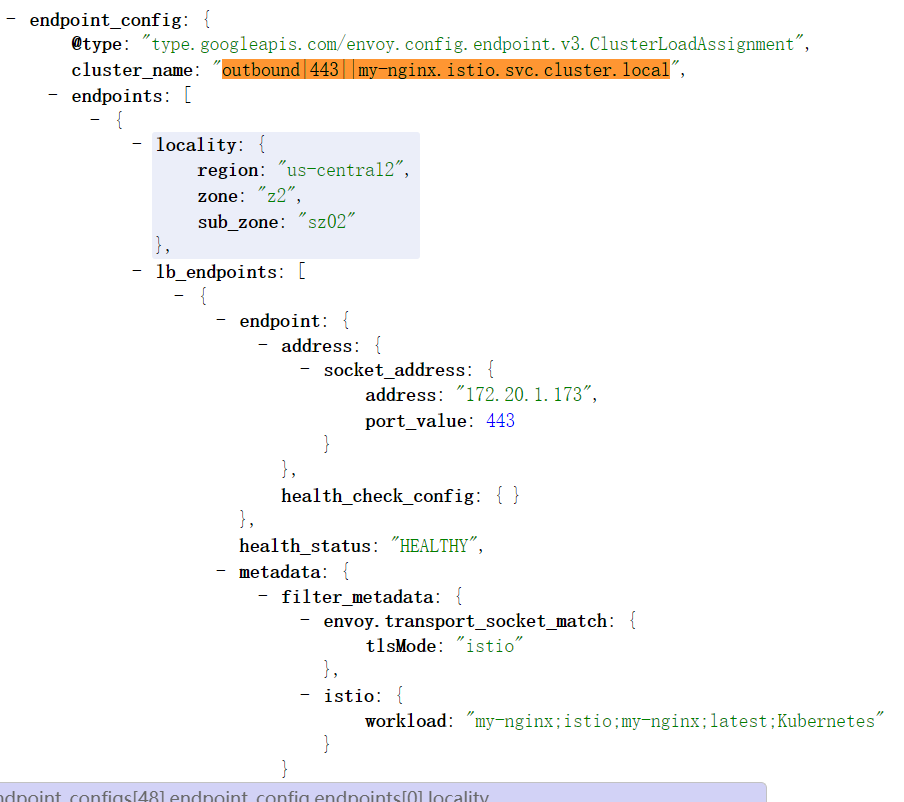 - endpoint_config: {
@type: "type.googleapis.com/envoy.config.endpoint.v3.ClusterLoadAssignment",
cluster_name: "outbound|443||my-nginx.istio.svc.cluster.local",
- endpoints: [
- {
- locality: {
region: "us-central2",
zone: "z2",
sub_zone: "sz02"
},
- lb_endpoints: [
- {
- endpoint: {
- address: {
- socket_address: {
address: "172.20.1.173",
port_value: 443
}
},
health_check_config: { }
},
health_status: "HEALTHY",
- metadata: {
- filter_metadata: {
- envoy.transport_socket_match: {
tlsMode: "istio"
},
- istio: {
workload: "my-nginx;istio;my-nginx;latest;Kubernetes"
}
}
ndpoint_configs[48].endpoint_config.endpoints[0].locality